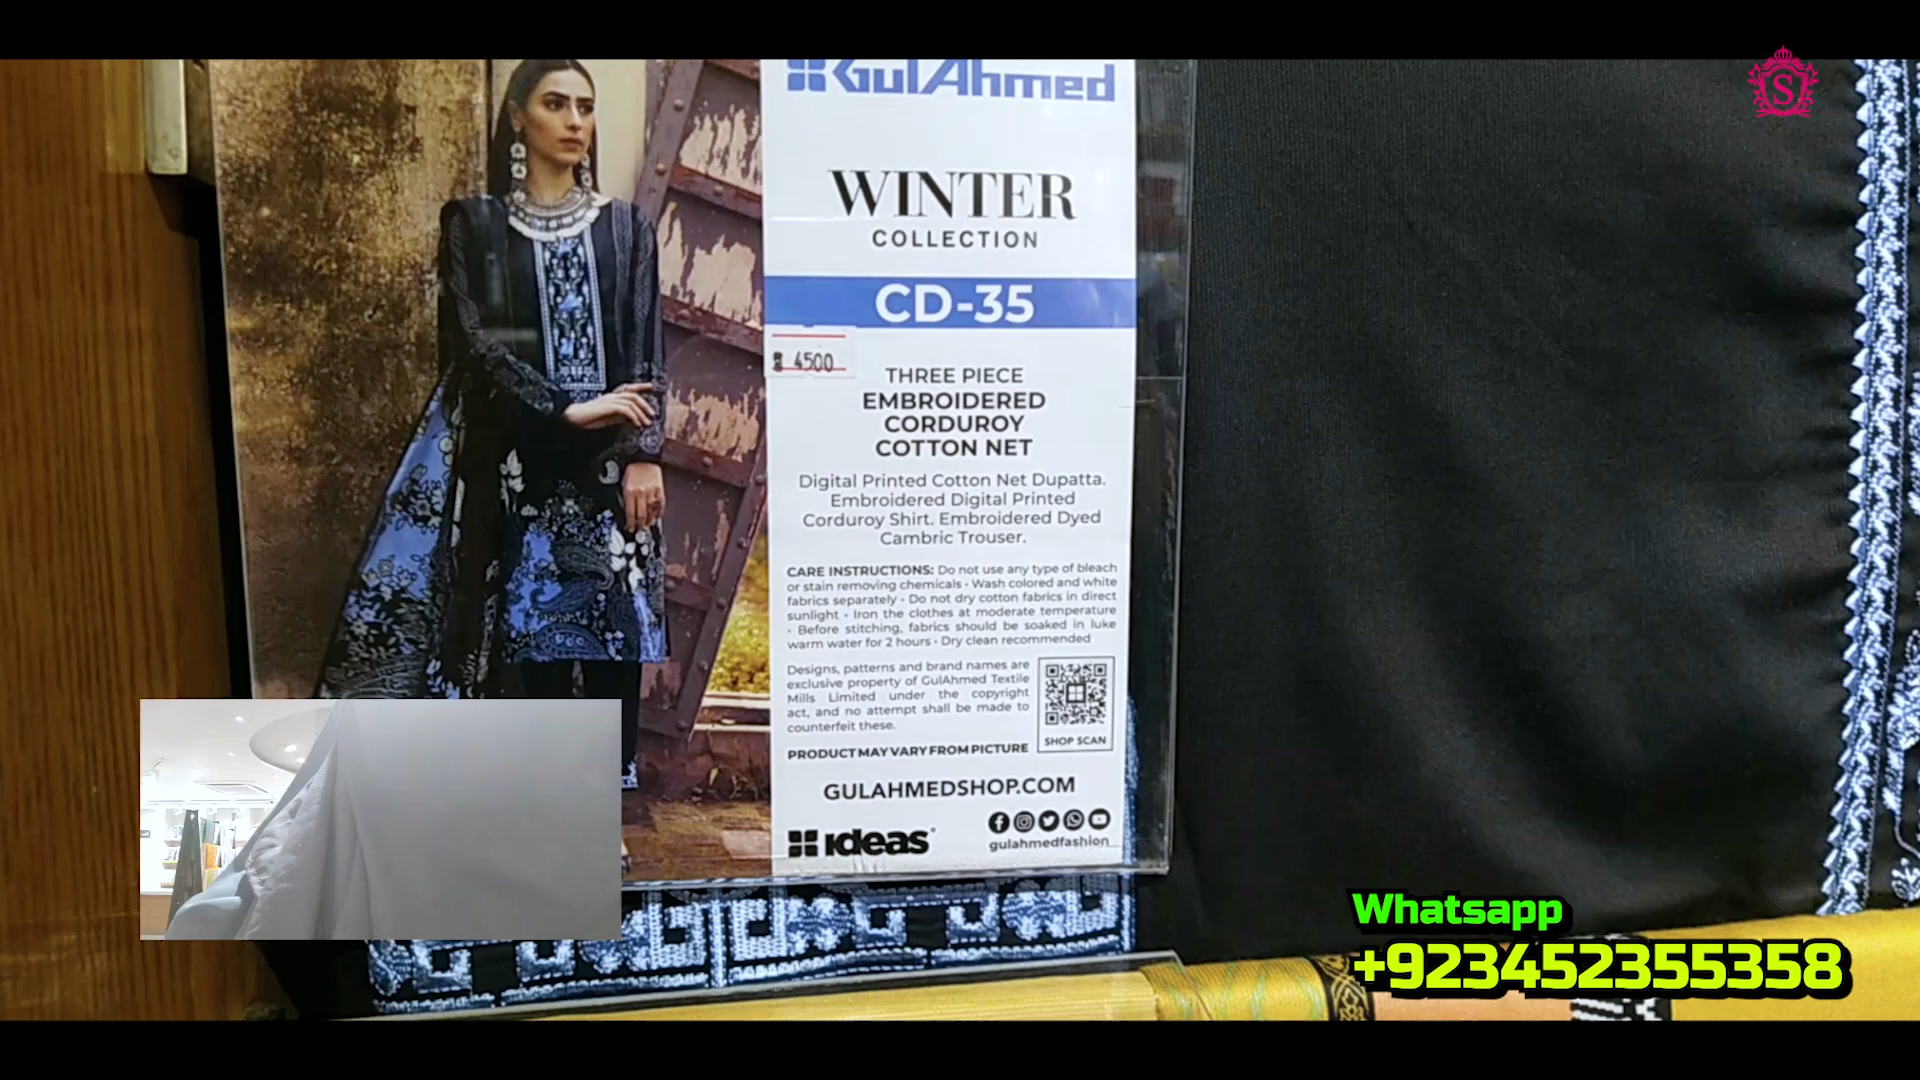 GulAhmed
S
WINTER
COLLECTION
CD-35
4500
THREE PIECE
EMBROIDERED
CORDUROY
COTTON NET
Digital Printed Cotton Net Dupatta.
Embroidered Digital Printed
Corduroy Shirt. Embroidered Dyed
Cambric Trouser.
CARE INSTRUCTIONS: Do not use any type of bleach
or stain removing chemicals • Wash colored and white
fabrics separately • Do not dry cotton fabrics in direct
sunlight • Iron the clothes at moderate temperature
• Before stitching, fabrics should be soaked in luke
warm water for 2 hours • Dry clean recommended
Designs, patterns and brand names are
exclusive property of GulAhmed Textile
Mills Limited under the copyright
act, and no attempt shall be made to
counterfeit these.
SHOP SCAN
PRODUCT MAY VARY FROM PICTURE
GULAHMEDSHOP.COM
ideas
gulahmedfashion
Whatsapp
+923452355358